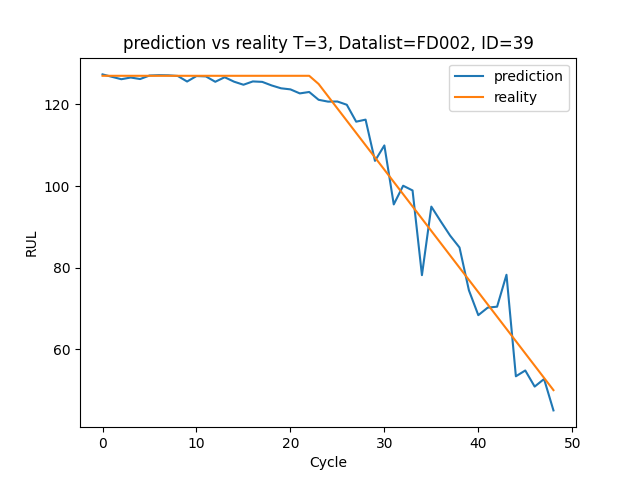 prediction vs reality T=3, Datalist=FD002, ID=39
prediction
reality
RUL
120
100
80
60
0 10 20 30 40 50
Cycle